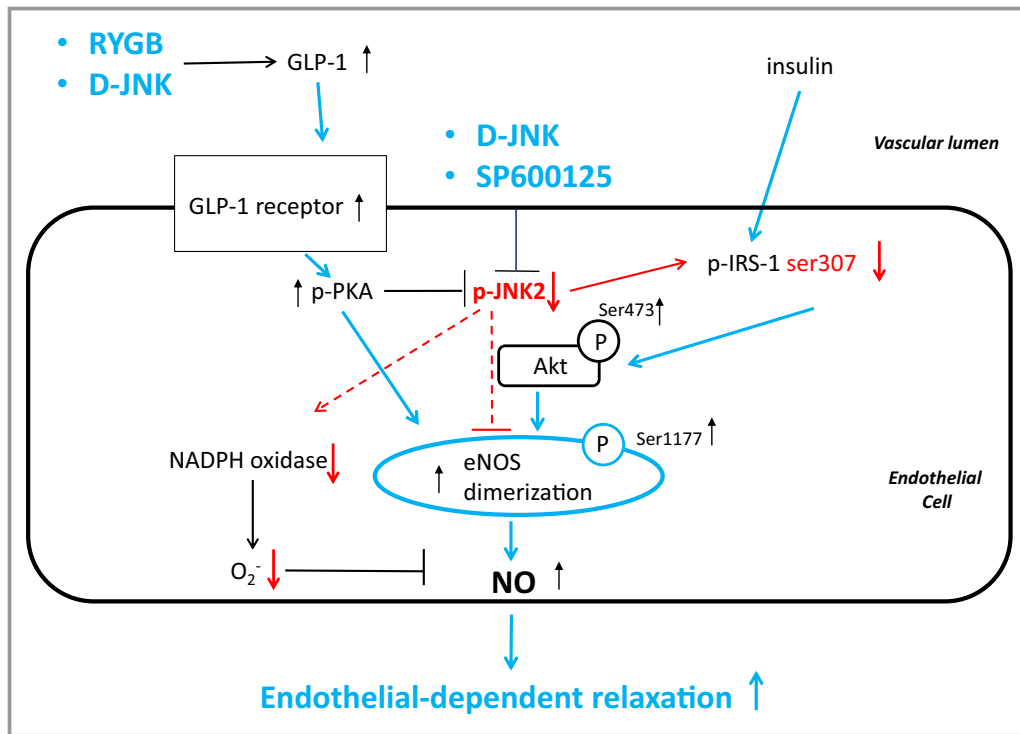 • RYGB
• D-JNK
GLP-1 ↑
insulin
• D-JNK
• SP600125
Vascular lumen
GLP-1 receptor ↑
p-IRS-1 ser307 ↓
↑ p-PKA
p-JNK2 ↓
Ser473 ↑
P
Akt
P
Ser1177 ↑
NADPH oxidase ↓
↑ eNOS
dimerization
Endothelial
Cell
O₂⁻ ↓
NO ↑
Endothelial-dependent relaxation ↑